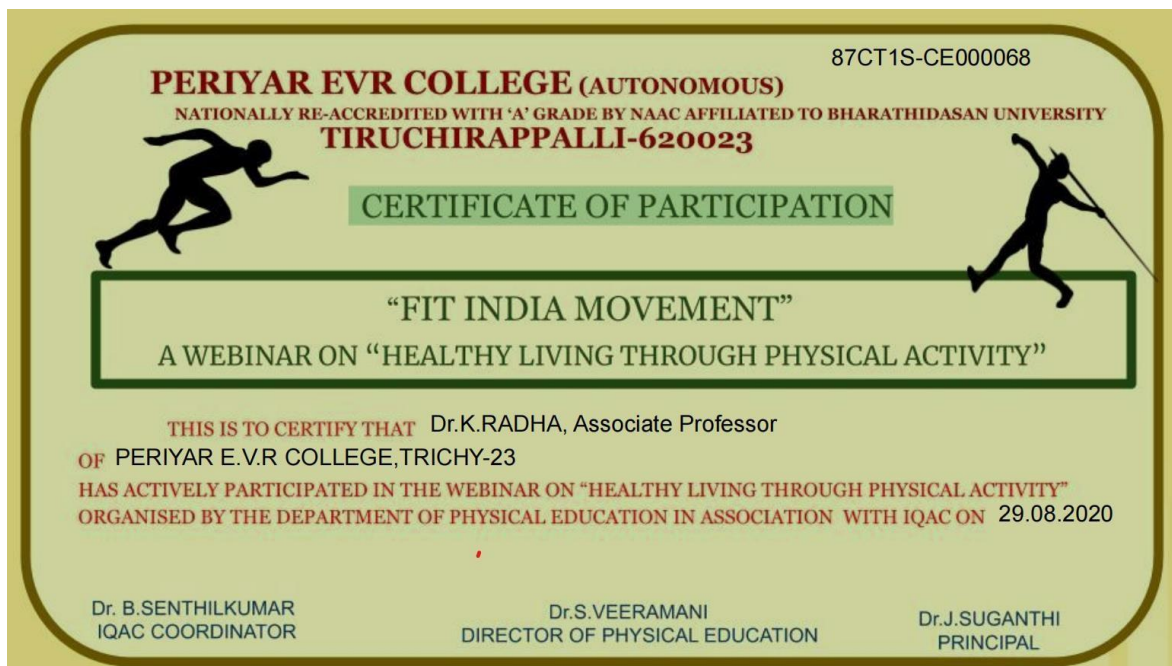 87CT1S-CE000068
PERIYAR EVR COLLEGE (AUTONOMOUS)
NATIONALLY RE-ACCREDITED WITH ‘A’ GRADE BY NAAC AFFILIATED TO BHARATHIDASAN UNIVERSITY
TIRUCHIRAPPALLI-620023
CERTIFICATE OF PARTICIPATION
“FIT INDIA MOVEMENT”
A WEBINAR ON “HEALTHY LIVING THROUGH PHYSICAL ACTIVITY”
THIS IS TO CERTIFY THAT Dr.K.RADHA, Associate Professor
OF PERIYAR E.V.R COLLEGE,TRICHY-23
HAS ACTIVELY PARTICIPATED IN THE WEBINAR ON “HEALTHY LIVING THROUGH PHYSICAL ACTIVITY”
ORGANISED BY THE DEPARTMENT OF PHYSICAL EDUCATION IN ASSOCIATION WITH IQAC ON 29.08.2020
Dr. B.SENTHILKUMAR
IQAC COORDINATOR
Dr.S.VEERAMANI
DIRECTOR OF PHYSICAL EDUCATION
Dr.J.SUGANTHI
PRINCIPAL